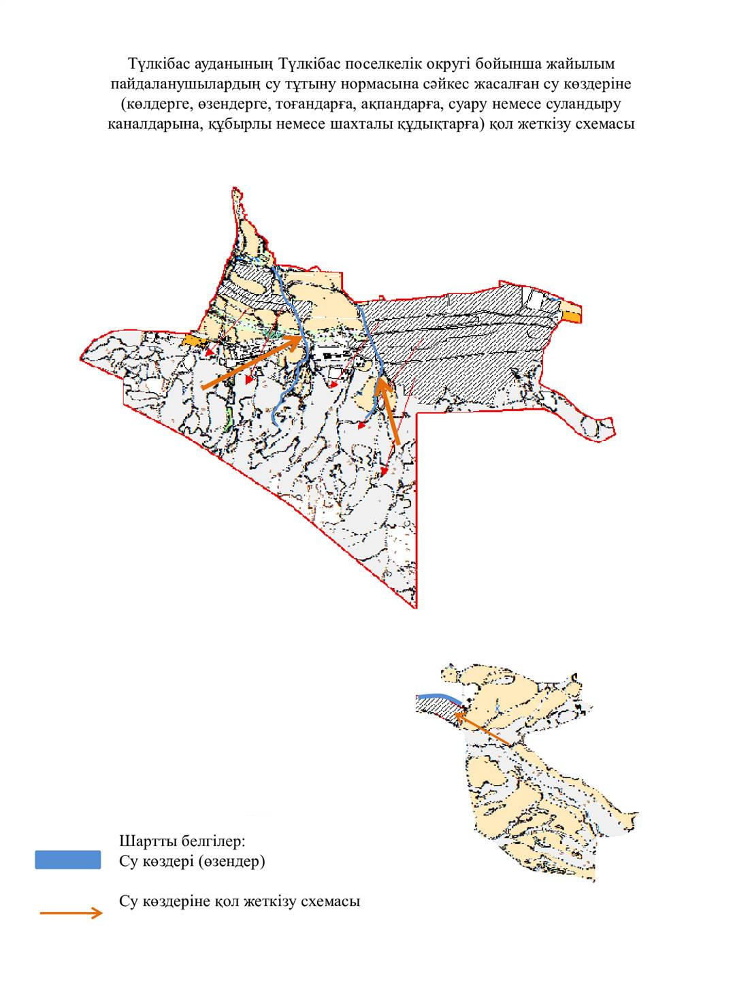 Түлкібас ауданының Түлкібас поселкелік округі бойынша жайылым
пайдаланушылардың су тұтыну нормасына сәйкес жасалған су көздеріне
(көлдерге, өзендерге, тоғандарға, ақпандарға, суару немесе суландыру
каналдарына, құбырлы немесе шахталы құдықтарға) қол жеткізу схемасы
Шартты белгілер:
Су көздері (өзендер)
Су көздеріне қол жеткізу схемасы